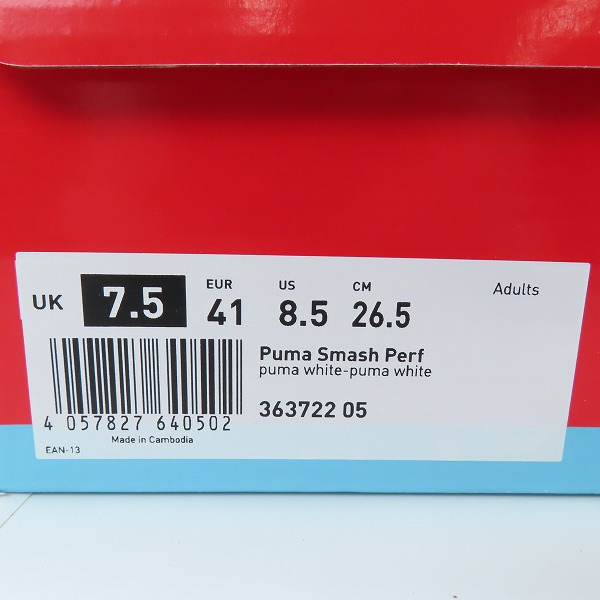 UK 7.5 EUR 41 US 8.5 CM 26.5 Adults
Puma Smash Perf
puma white-puma white
363722 05
4 057827 640502
Made in Cambodia
EAN-13